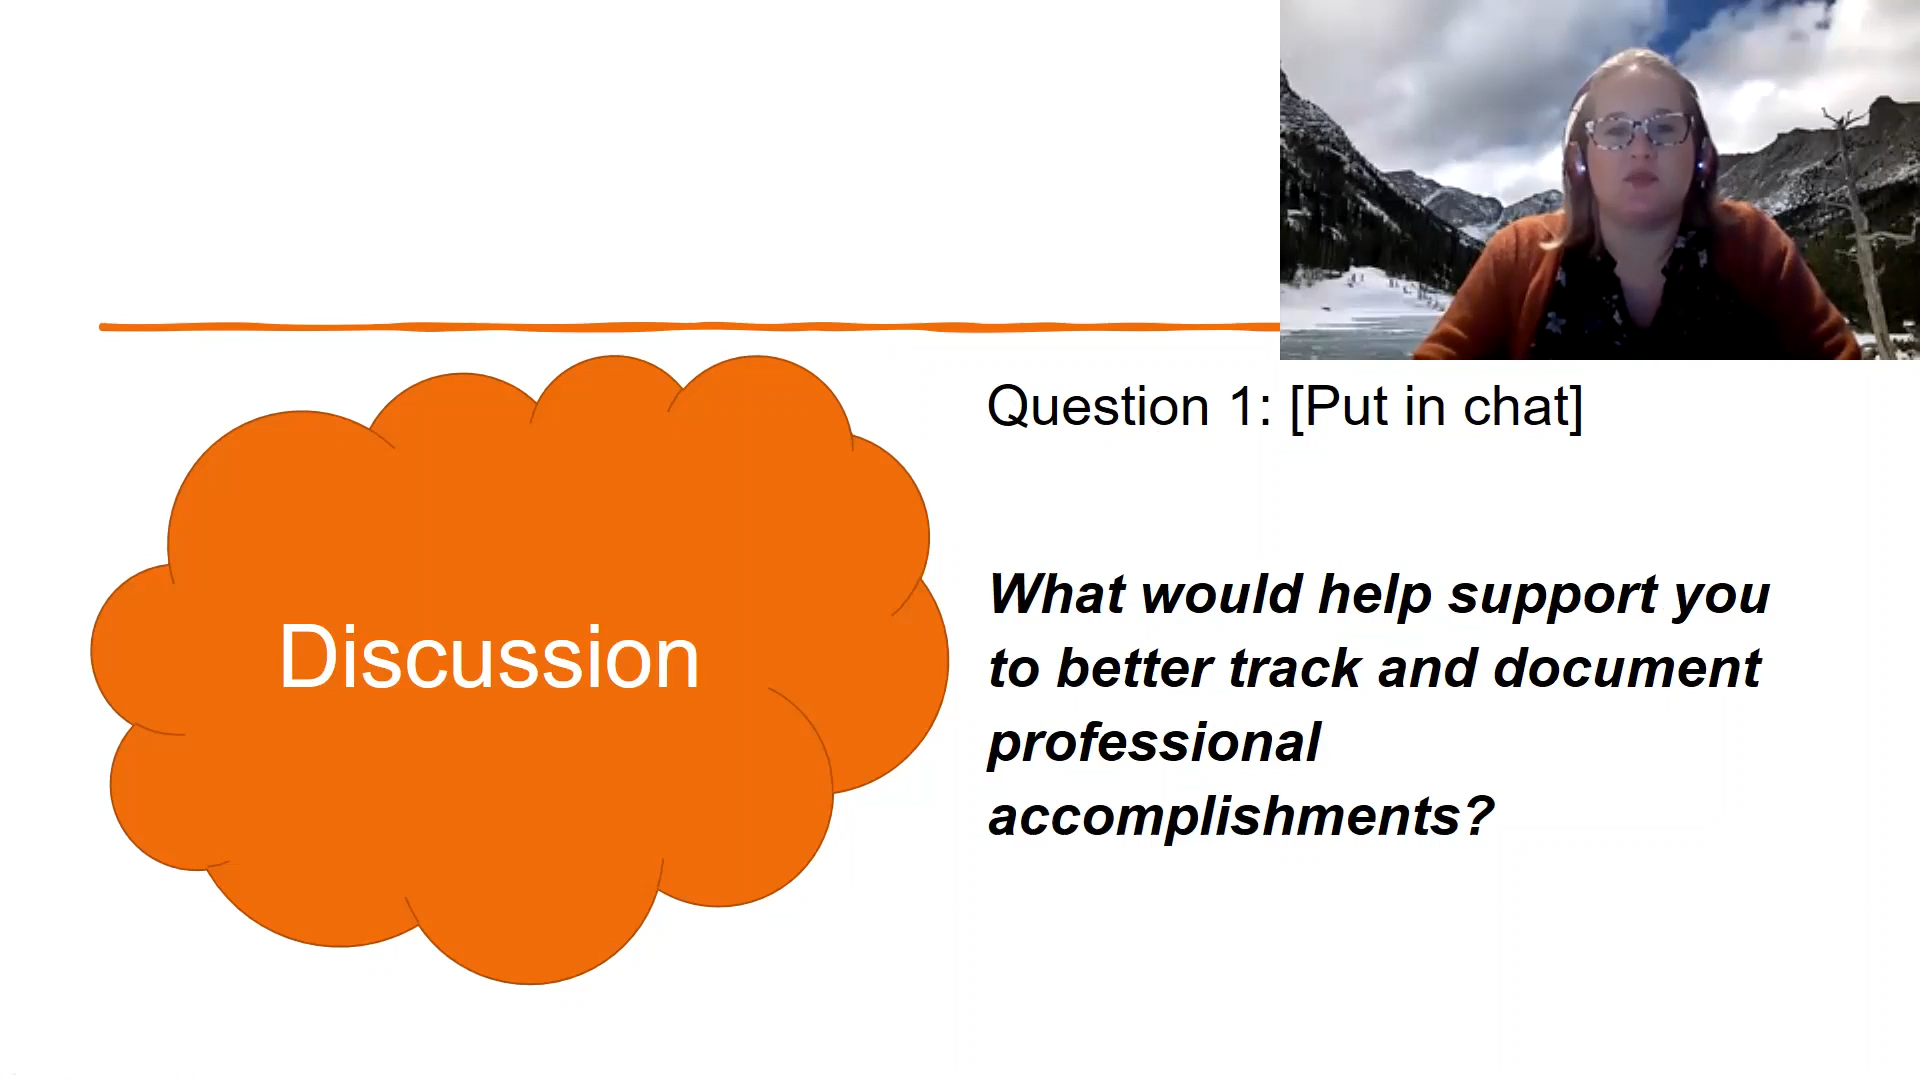 Discussion
Question 1: [Put in chat]
What would help support you
to better track and document
professional
accomplishments?